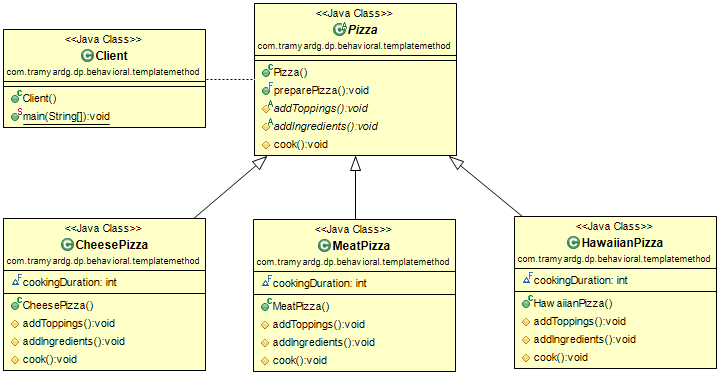 <<Java Class>>
Client
com.tramyardg.dp.behavioral.templatemethod
Client()
main(String[]):void
<<Java Class>>
Pizza
com.tramyardg.dp.behavioral.templatemethod
Pizza()
preparePizza():void
addToppings():void
addIngredients():void
cook():void
<<Java Class>>
CheesePizza
com.tramyardg.dp.behavioral.templatemethod
cookingDuration: int
CheesePizza()
addToppings():void
addIngredients():void
cook():void
<<Java Class>>
MeatPizza
com.tramyardg.dp.behavioral.templatemethod
cookingDuration: int
MeatPizza()
addToppings():void
addIngredients():void
cook():void
<<Java Class>>
HawaiianPizza
com.tramyardg.dp.behavioral.templatemethod
cookingDuration: int
HawaiianPizza()
addToppings():void
addIngredients():void
cook():void